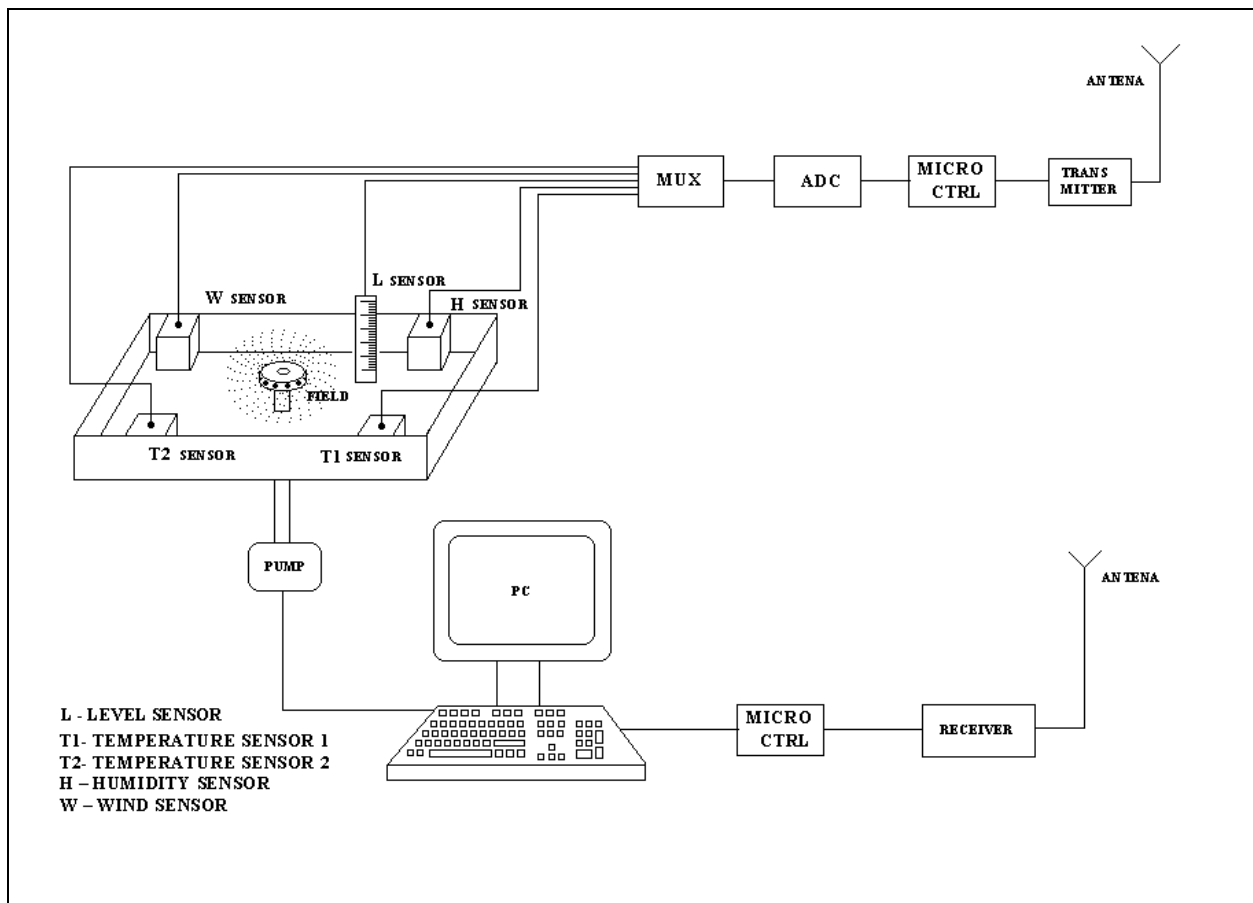 ANTENA
MUX
ADC
MICRO
CTRL
TRANS
MITTER
L SENSOR
W SENSOR
H SENSOR
FIELD
T2 SENSOR
T1 SENSOR
PUMP
PC
ANTENA
L - LEVEL SENSOR
T1- TEMPERATURE SENSOR 1
T2- TEMPERATURE SENSOR 2
H – HUMIDITY SENSOR
W – WIND SENSOR
MICRO
CTRL
RECEIVER